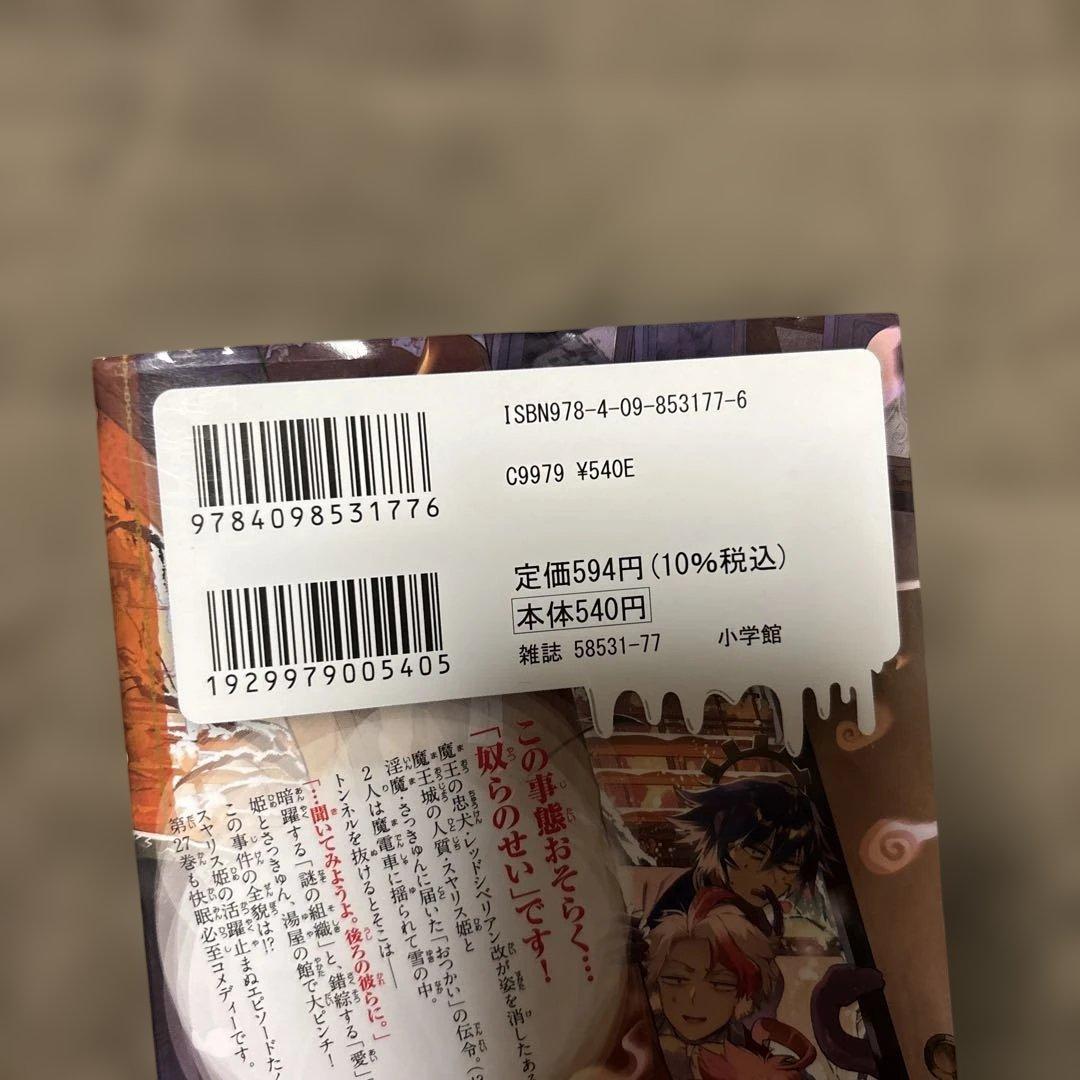 ISBN978-4-09-853177-6
9784098531776
C9979 ¥540E
定価594円(10%税込)
本体540円
1929979005405
雑誌 58531-77 小学館
この事態おそらく…
「奴らのせい」です!
魔王の忠犬・レッドシベリアン改が姿を消したあ
魔王城の人質・スヤリス姫と
淫魔・さっきゅんに届いた「おつかい」の伝令。
2人は魔電車に揺られて雪の中。
トンネルを抜けるとそこは――
「…聞いてみようよ。後ろの彼らに。」
暗躍する「謎の組織」と、錯綜する「愛」
姫とさっきゅん、湯屋の館で大ピンチ!
この事件の全貌は!?
スヤリス姫の活躍止まぬエピソードた
第27巻も快眠必至コメディーです。